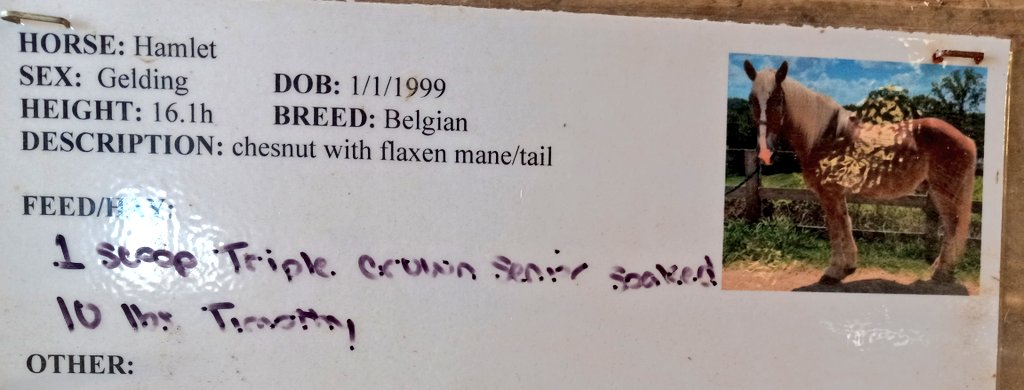 HORSE: Hamlet
SEX: Gelding DOB: 1/1/1999
HEIGHT: 16.1h BREED: Belgian
DESCRIPTION: chesnut with flaxen mane/tail
FEED/HAY:
1 scoop Triple Crown Senior soaked
10 lbs Timothy
OTHER: